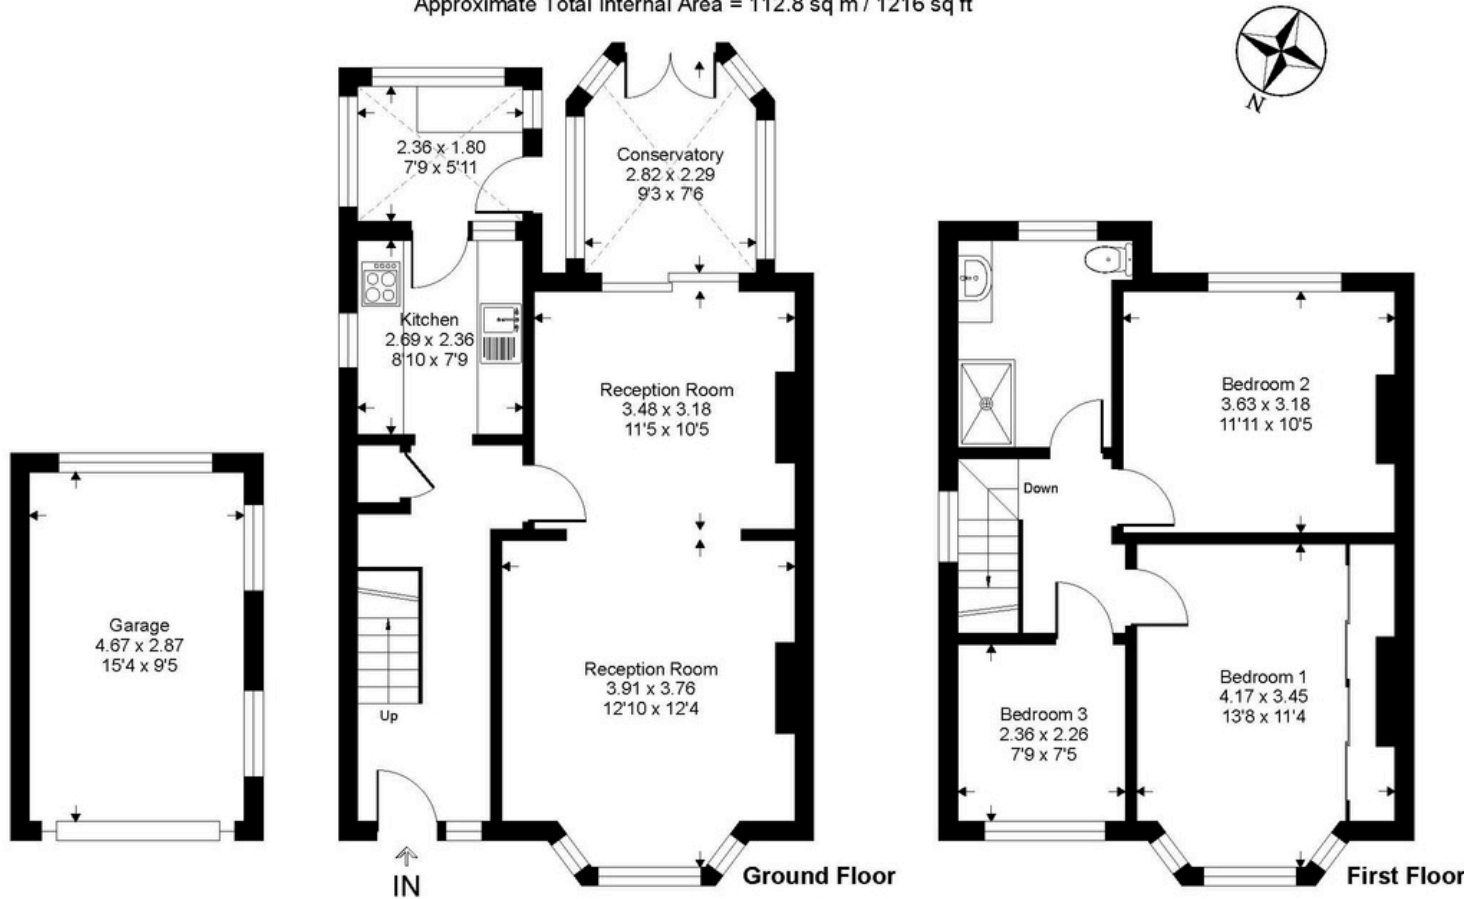 Approximate Total Internal Area = 112.8 sq m / 1216 sq ft
N
2.36 x 1.80
7'9 x 5'11
Conservatory
2.82 x 2.29
9'3 x 7'6
Kitchen
2.69 x 2.36
8'10 x 7'9
Reception Room
3.48 x 3.18
11'5 x 10'5
Bedroom 2
3.63 x 3.18
11'11 x 10'5
Down
Garage
4.67 x 2.87
15'4 x 9'5
Reception Room
3.91 x 3.76
12'10 x 12'4
Up
Bedroom 1
4.17 x 3.45
13'8 x 11'4
Bedroom 3
2.36 x 2.26
7'9 x 7'5
IN
Ground Floor
First Floor